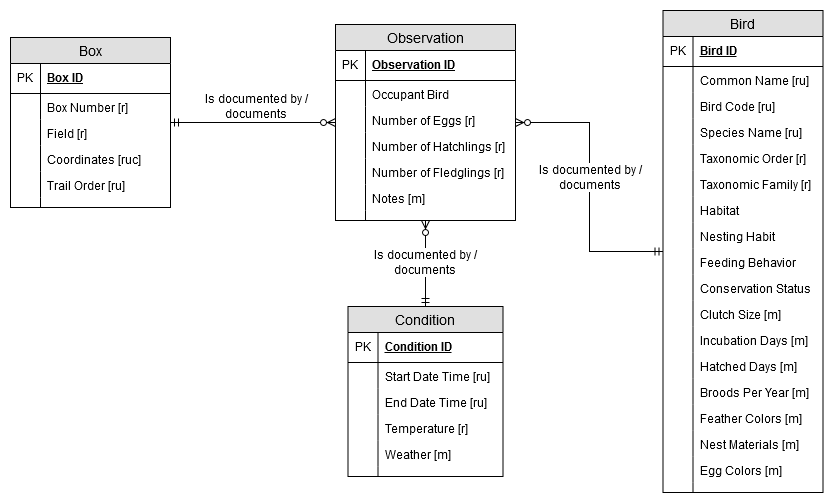 Box
PK Box ID
Box Number [r]
Field [r]
Coordinates [ruc]
Trail Order [ru]
Is documented by /
documents
Observation
PK Observation ID
Occupant Bird
Number of Eggs [r]
Number of Hatchlings [r]
Number of Fledglings [r]
Notes [m]
Is documented by /
documents
Condition
PK Condition ID
Start Date Time [ru]
End Date Time [ru]
Temperature [r]
Weather [m]
Is documented by /
documents
Bird
PK Bird ID
Common Name [ru]
Bird Code [ru]
Species Name [ru]
Taxonomic Order [r]
Taxonomic Family [r]
Habitat
Nesting Habit
Feeding Behavior
Conservation Status
Clutch Size [m]
Incubation Days [m]
Hatched Days [m]
Broods Per Year [m]
Feather Colors [m]
Nest Materials [m]
Egg Colors [m]